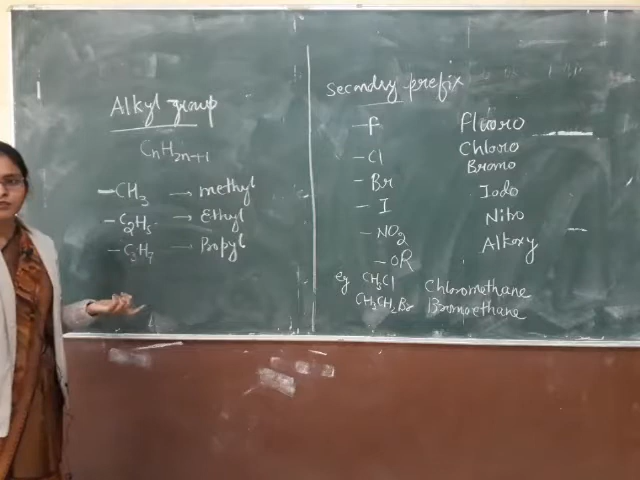 Alkyl group
CnH2n+1
-CH3 → methyl
-C2H5 → Ethyl
-C3H7 → Propyl
Secondry prefix
-F Fluoro
-Cl Chloro
-Br Bromo
-I Iodo
-NO2 Nitro
-OR Alkoxy
eg CH3Cl Chloromethane
CH3CH2Br Bromoethane